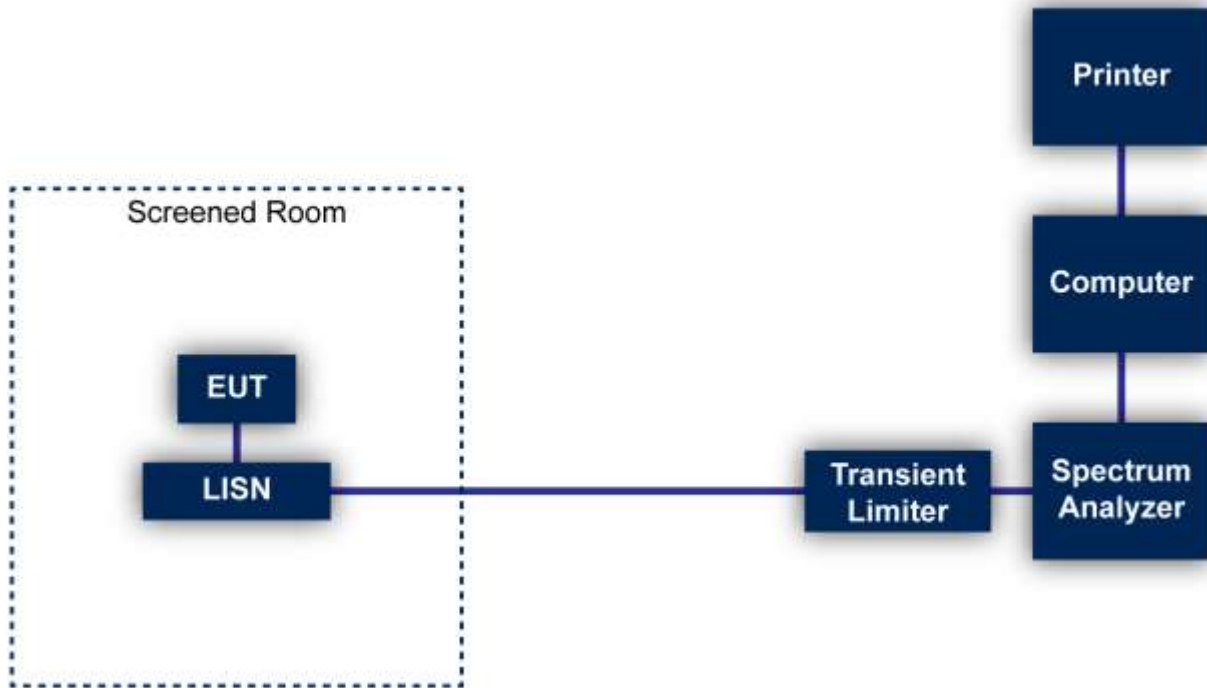 Printer
Screened Room
Computer
EUT
LISN
Transient
Limiter
Spectrum
Analyzer